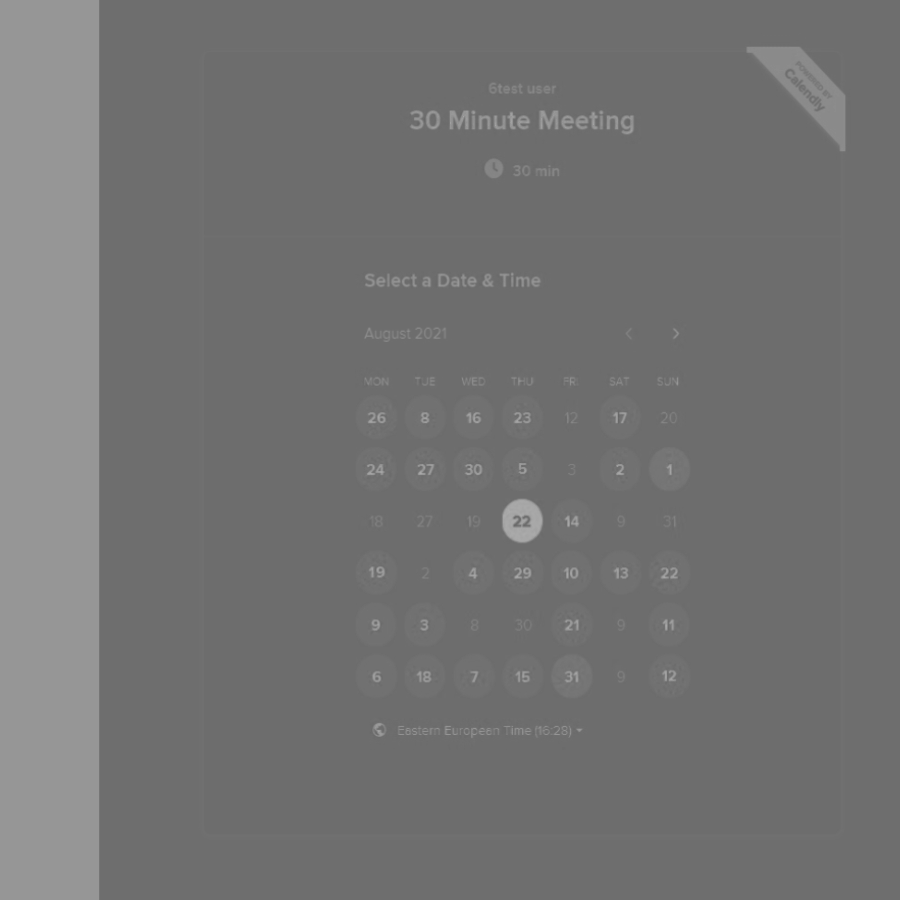 POWERED BY
Calendly
6test user
30 Minute Meeting
30 min
Select a Date & Time
August 2021
MON TUE WED THU FRI SAT SUN
26 8 16 23 12 17 20
24 27 30 5 3 2 1
18 27 19 22 14 9 31
19 2 4 29 10 13 22
9 3 8 30 21 9 11
6 18 7 15 31 9 12
Eastern European Time (16:28)